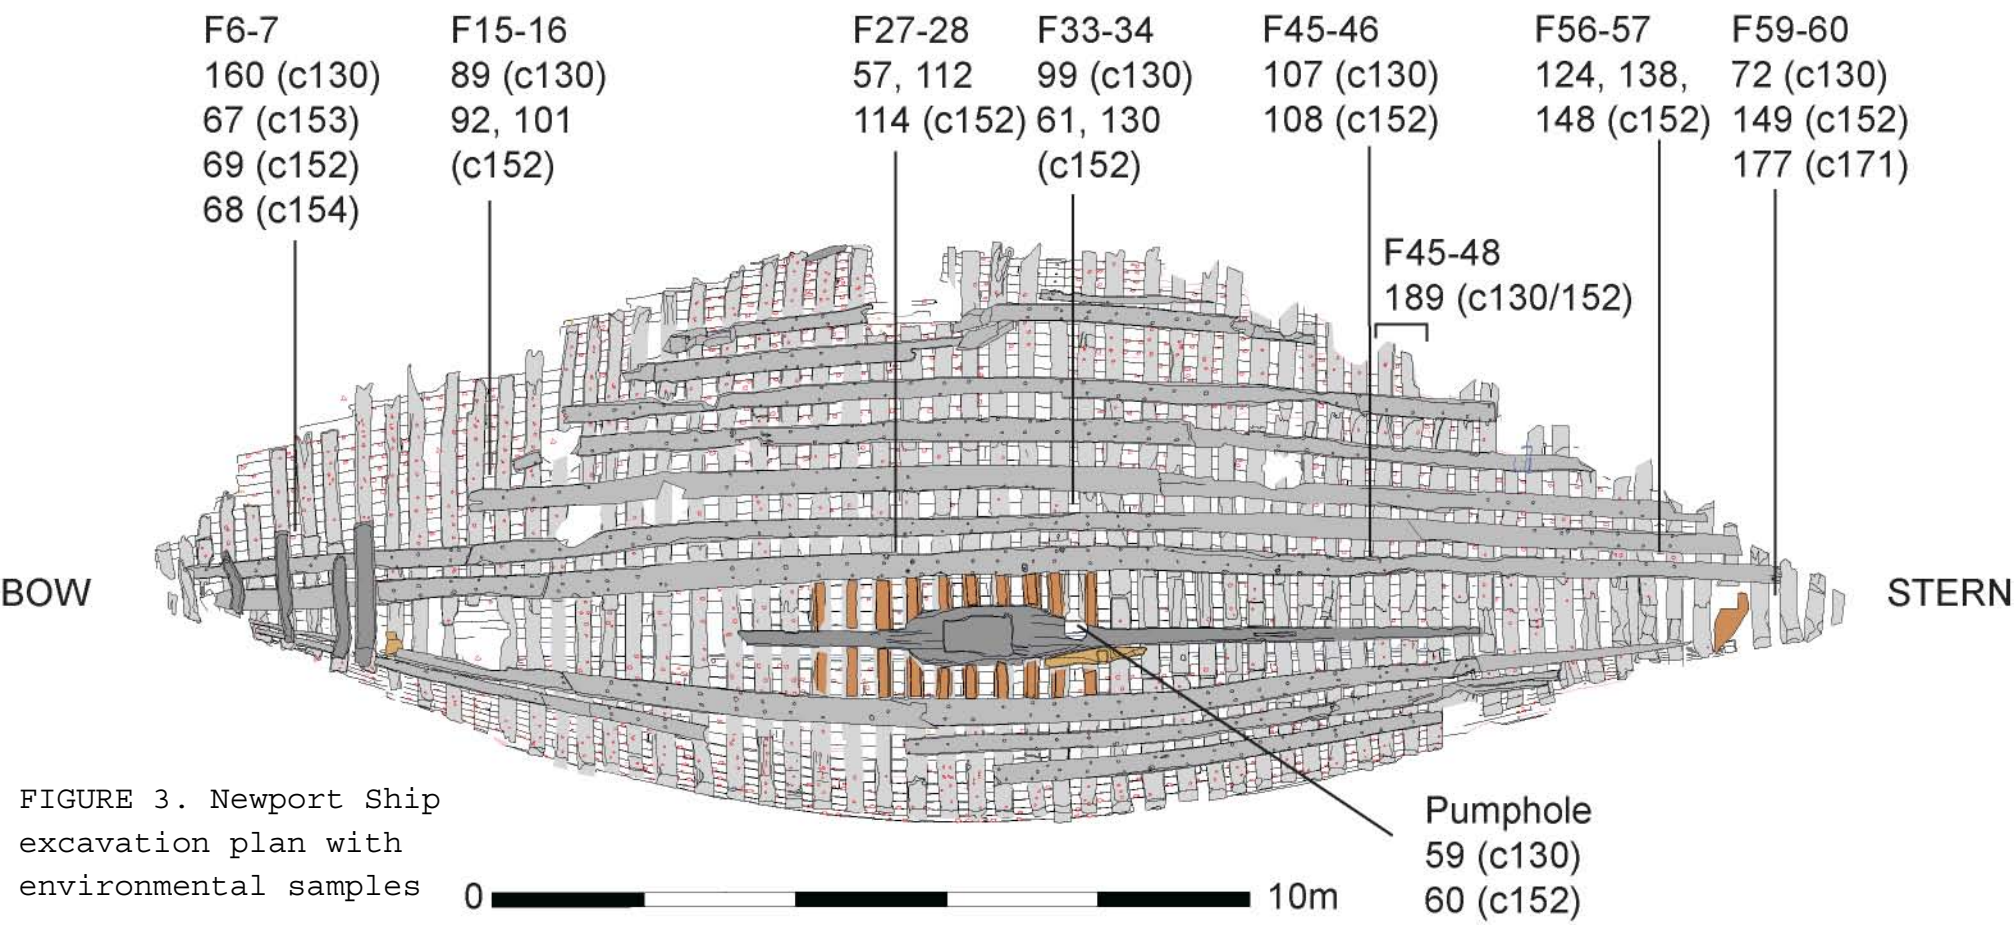 F6-7
160 (c130)
67 (c153)
69 (c152)
68 (c154)
F15-16
89 (c130)
92, 101
(c152)
F27-28
57, 112
114 (c152)
F33-34
99 (c130)
61, 130
(c152)
F45-46
107 (c130)
108 (c152)
F56-57
124, 138,
148 (c152)
F59-60
72 (c130)
149 (c152)
177 (c171)
F45-48
189 (c130/152)
BOW
STERN
Pumphole
59 (c130)
60 (c152)
FIGURE 3. Newport Ship
excavation plan with
environmental samples
0
10m